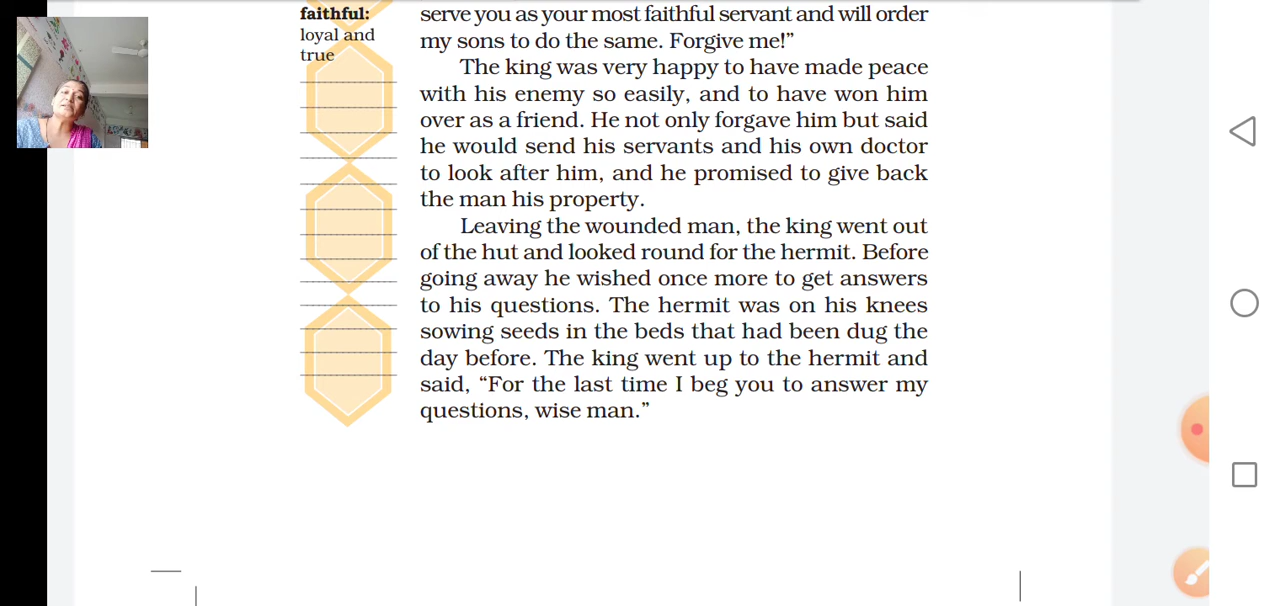 faithful:
loyal and
true
serve you as your most faithful servant and will order
my sons to do the same. Forgive me!”
The king was very happy to have made peace
with his enemy so easily, and to have won him
over as a friend. He not only forgave him but said
he would send his servants and his own doctor
to look after him, and he promised to give back
the man his property.
Leaving the wounded man, the king went out
of the hut and looked round for the hermit. Before
going away he wished once more to get answers
to his questions. The hermit was on his knees
sowing seeds in the beds that had been dug the
day before. The king went up to the hermit and
said, “For the last time I beg you to answer my
questions, wise man.”